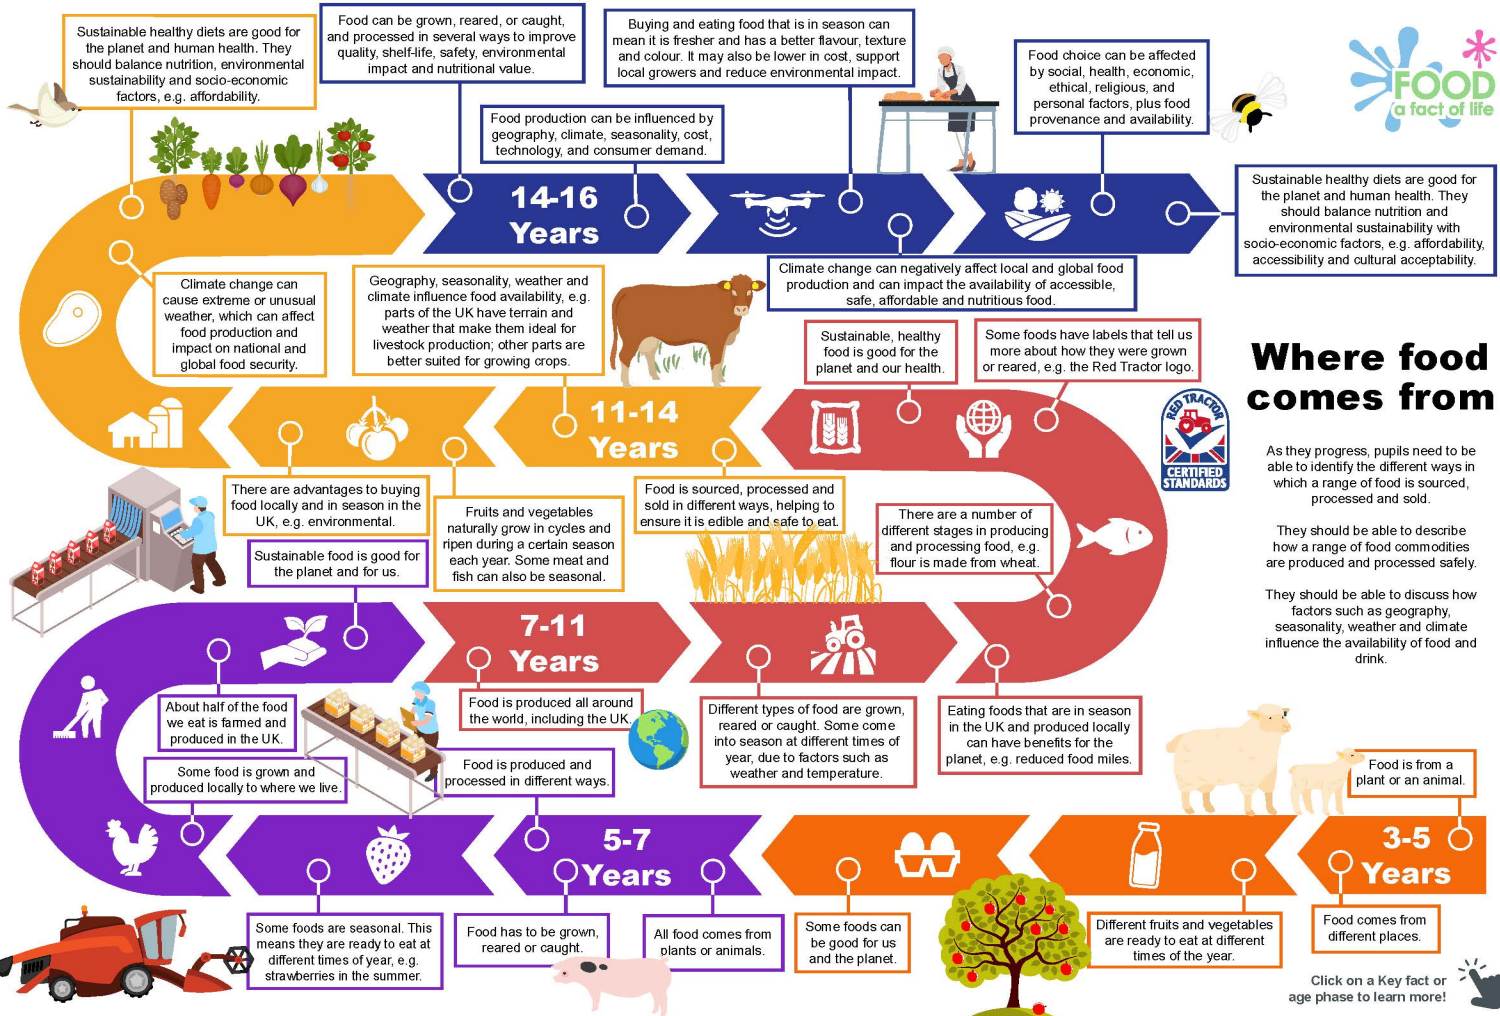 Sustainable healthy diets are good for
the planet and human health. They
should balance nutrition, environmental
sustainability and socio-economic
factors, e.g. affordability.
Food can be grown, reared, or caught,
and processed in several ways to improve
quality, shelf-life, safety, environmental
impact and nutritional value.
Buying and eating food that is in season can
mean it is fresher and has a better flavour, texture
and colour. It may also be lower in cost, support
local growers and reduce environmental impact.
Food production can be influenced by
geography, climate, seasonality, cost,
technology, and consumer demand.
Food choice can be affected
by social, health, economic,
ethical, religious, and
personal factors, plus food
provenance and availability.
FOOD
a fact of life
14-16
Years
Sustainable healthy diets are good for
the planet and human health. They
should balance nutrition and
environmental sustainability with
socio-economic factors, e.g. affordability,
accessibility and cultural acceptability.
Climate change can negatively affect local and global food
production and can impact the availability of accessible,
safe, affordable and nutritious food.
Climate change can
cause extreme or unusual
weather, which can affect
food production and
impact on national and
global food security.
Geography, seasonality, weather and
climate influence food availability, e.g.
parts of the UK have terrain and
weather that make them ideal for
livestock production; other parts are
better suited for growing crops.
Sustainable, healthy
food is good for the
planet and our health.
Some foods have labels that tell us
more about how they were grown
or reared, e.g. the Red Tractor logo.
Where food
comes from
RED TRACTOR
CERTIFIED
STANDARDS
11-14
Years
As they progress, pupils need to be
able to identify the different ways in
which a range of food is sourced,
processed and sold.
They should be able to describe
how a range of food commodities
are produced and processed safely.
They should be able to discuss how
factors such as geography,
seasonality, weather and climate
influence the availability of food and
drink.
There are advantages to buying
food locally and in season in the
UK, e.g. environmental.
Fruits and vegetables
naturally grow in cycles and
ripen during a certain season
each year. Some meat and
fish can also be seasonal.
Food is sourced, processed and
sold in different ways, helping to
ensure it is edible and safe to eat.
There are a number of
different stages in producing
and processing food, e.g.
flour is made from wheat.
Sustainable food is good for
the planet and for us.
7-11
Years
About half of the food
we eat is farmed and
produced in the UK.
Food is produced all around
the world, including the UK.
Different types of food are grown,
reared or caught. Some come
into season at different times of
year, due to factors such as
weather and temperature.
Eating foods that are in season
in the UK and produced locally
can have benefits for the
planet, e.g. reduced food miles.
Some food is grown and
produced locally to where we live.
Food is produced and
processed in different ways.
Food is from a
plant or an animal.
5-7
Years
3-5
Years
Some foods are seasonal. This
means they are ready to eat at
different times of year, e.g.
strawberries in the summer.
Food has to be grown,
reared or caught.
All food comes from
plants or animals.
Some foods can
be good for us
and the planet.
Different fruits and vegetables
are ready to eat at different
times of the year.
Food comes from
different places.
Click on a Key fact or
age phase to learn more!